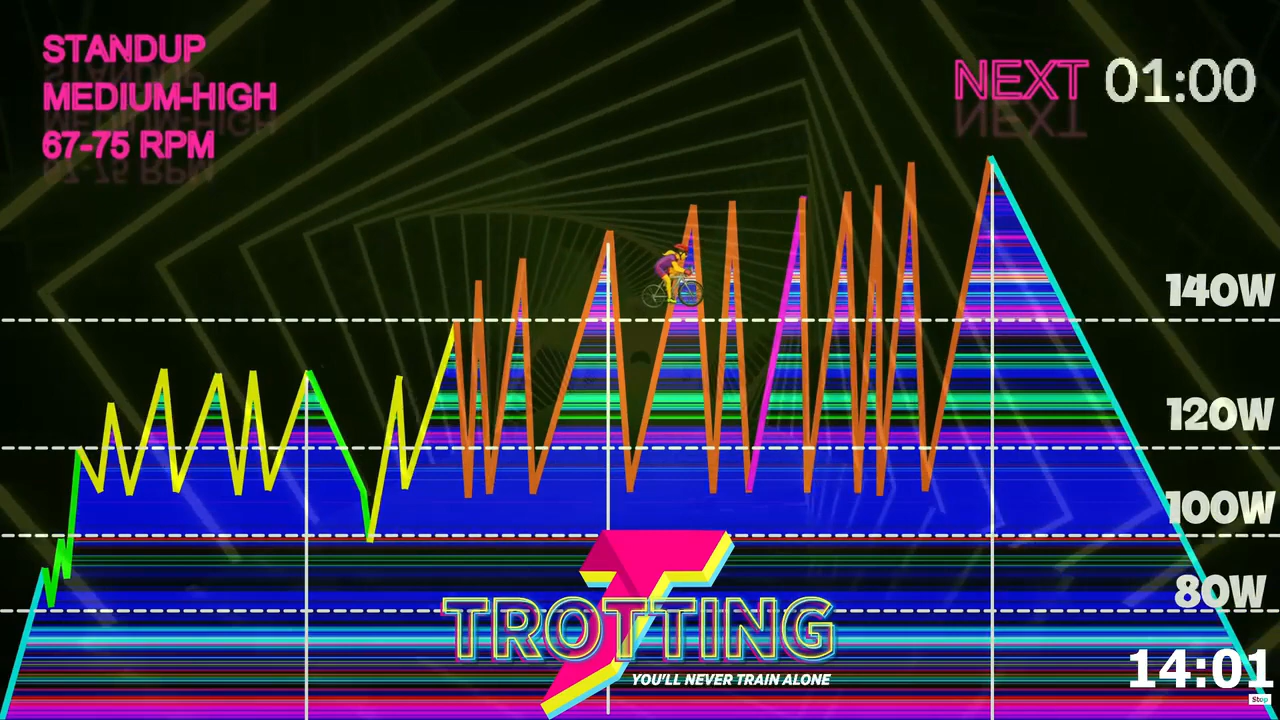 STANDUP
MEDIUM-HIGH
67-75 RPM
NEXT 01:00
140W
120W
100W
80W
TROTTING
YOU'LL NEVER TRAIN ALONE
14:01
Stop